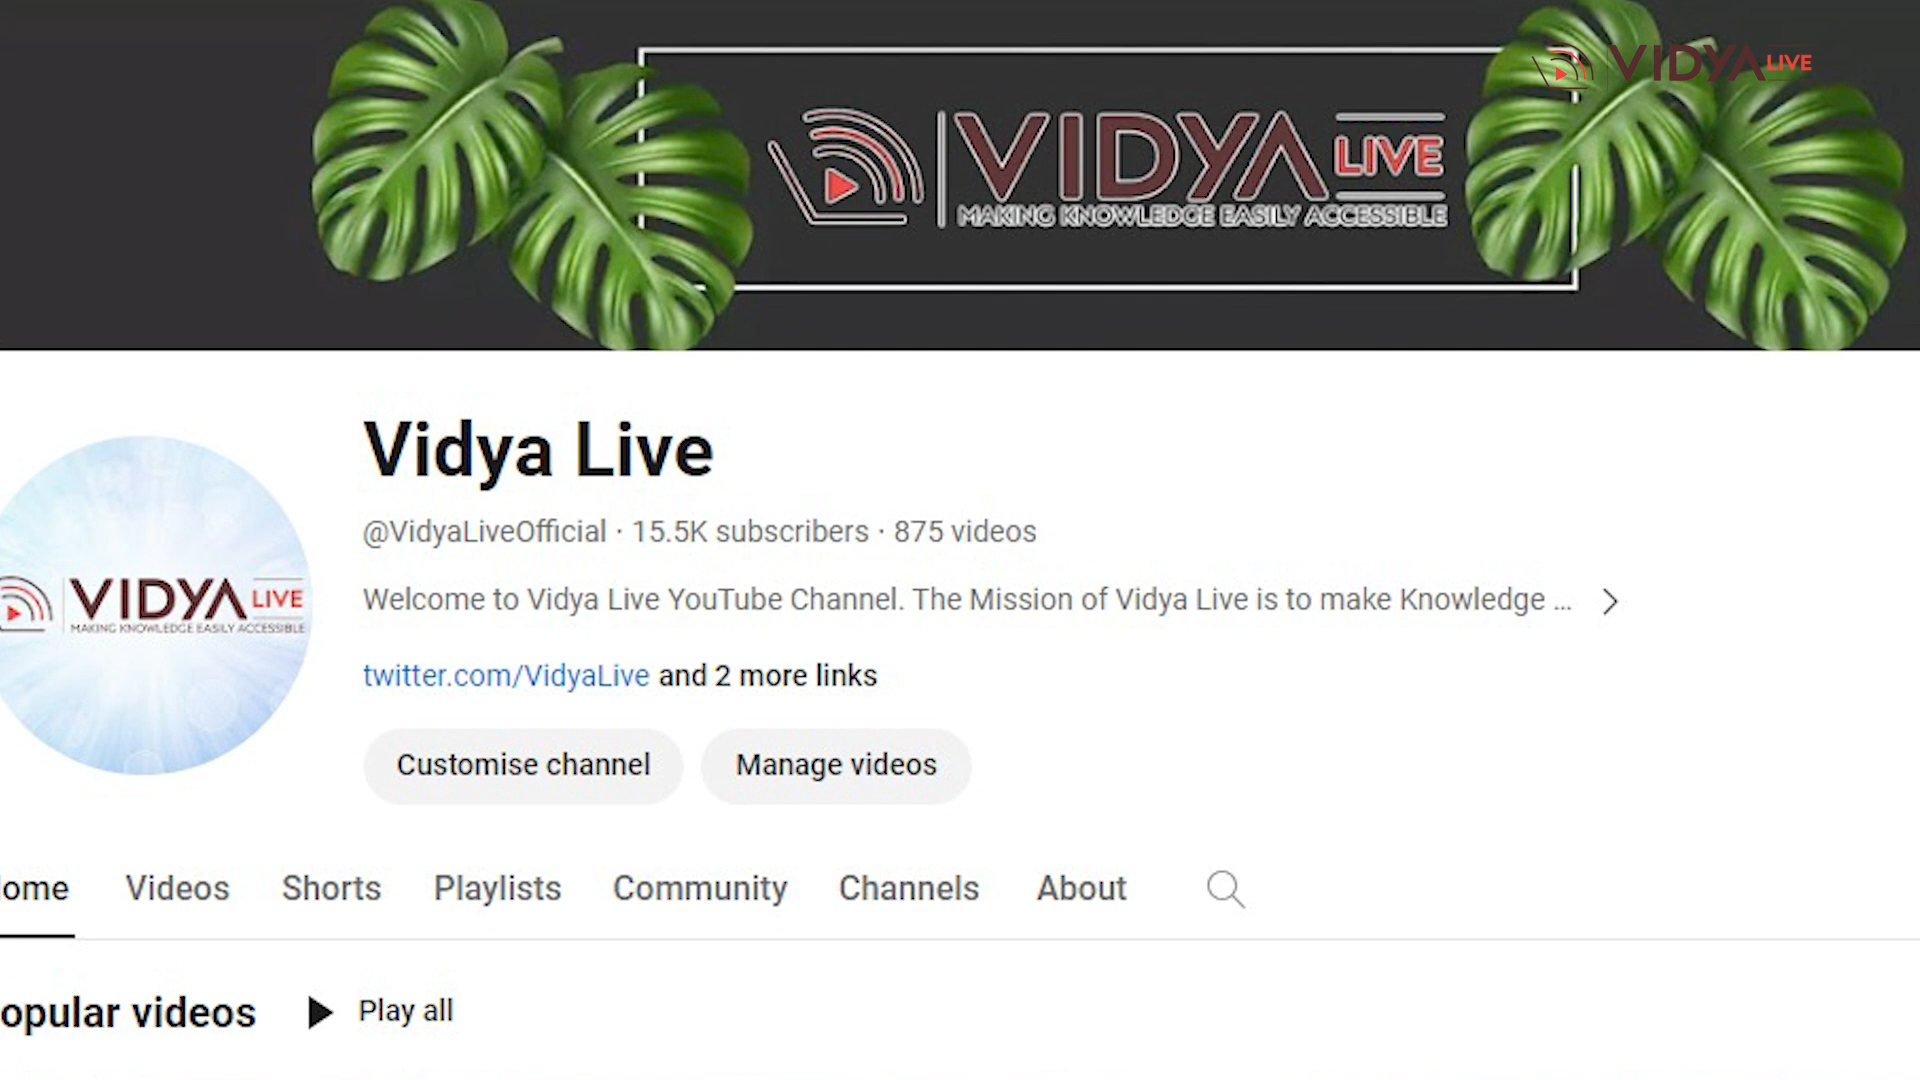 VIDYA LIVE
VIDYA LIVE
MAKING KNOWLEDGE EASILY ACCESSIBLE
Vidya Live
@VidyaLiveOfficial · 15.5K subscribers · 875 videos
Welcome to Vidya Live YouTube Channel. The Mission of Vidya Live is to make Knowledge ...
VIDYA LIVE
MAKING KNOWLEDGE EASILY ACCESSIBLE
twitter.com/VidyaLive and 2 more links
Customise channel Manage videos
ome Videos Shorts Playlists Community Channels About
opular videos Play all